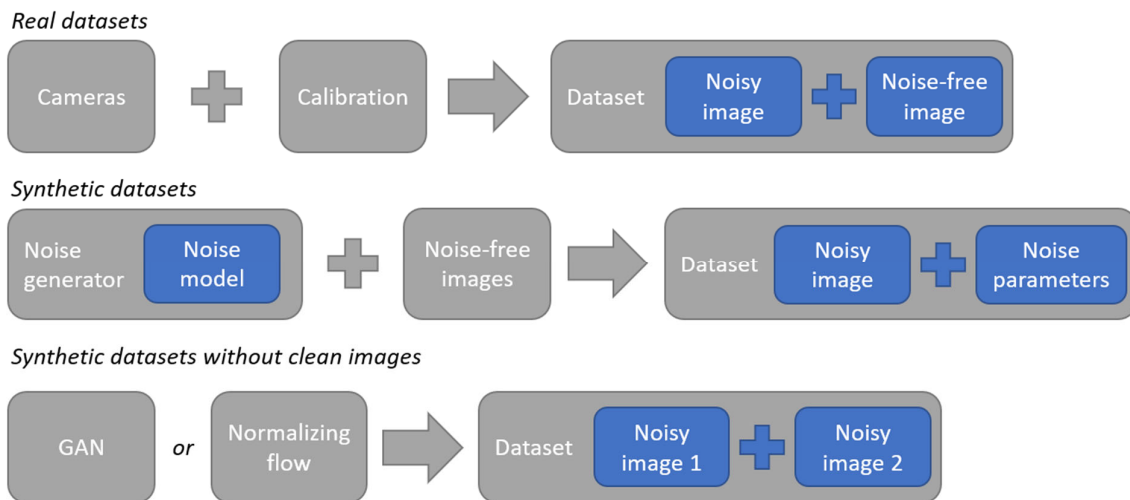 Real datasets
Cameras
Calibration
Dataset
Noisy
image
Noise-free
image
Synthetic datasets
Noise
generator
Noise
model
Noise-free
images
Dataset
Noisy
image
Noise
parameters
Synthetic datasets without clean images
GAN
or
Normalizing
flow
Dataset
Noisy
image 1
Noisy
image 2